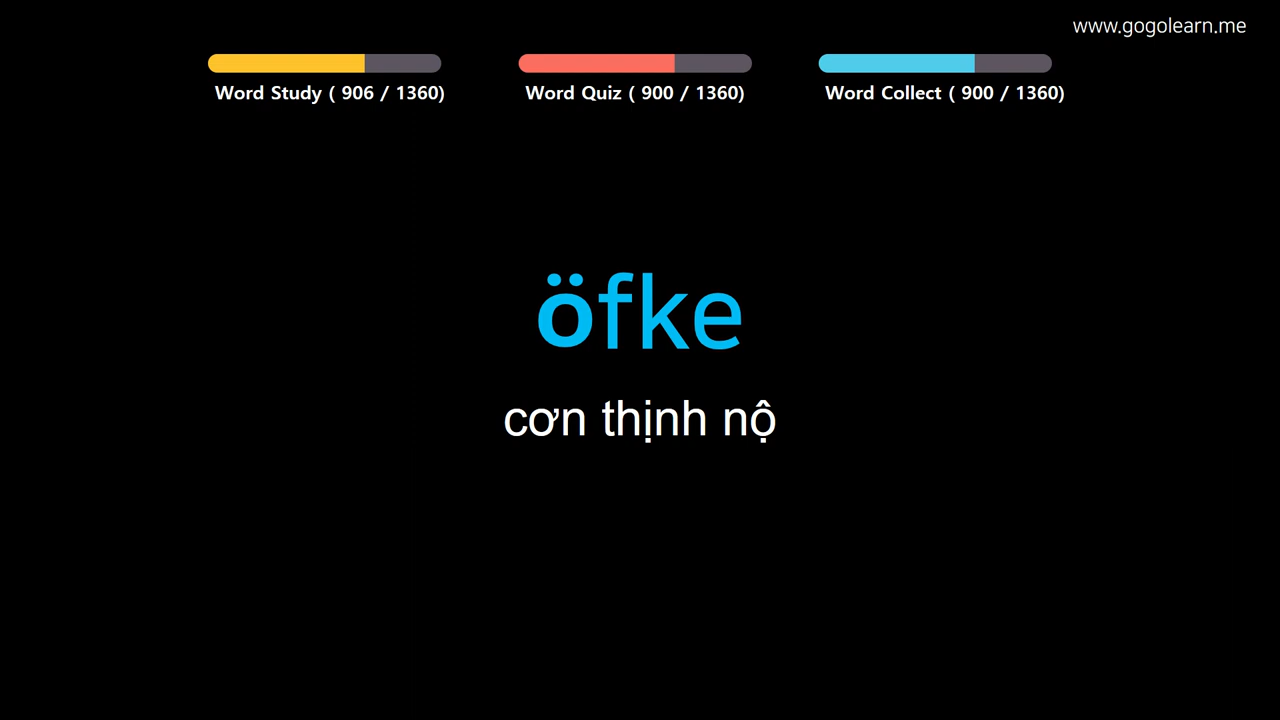 www.gogolearn.me
Word Study ( 906 / 1360)
Word Quiz ( 900 / 1360)
Word Collect ( 900 / 1360)
öfke
cơn thịnh nộ